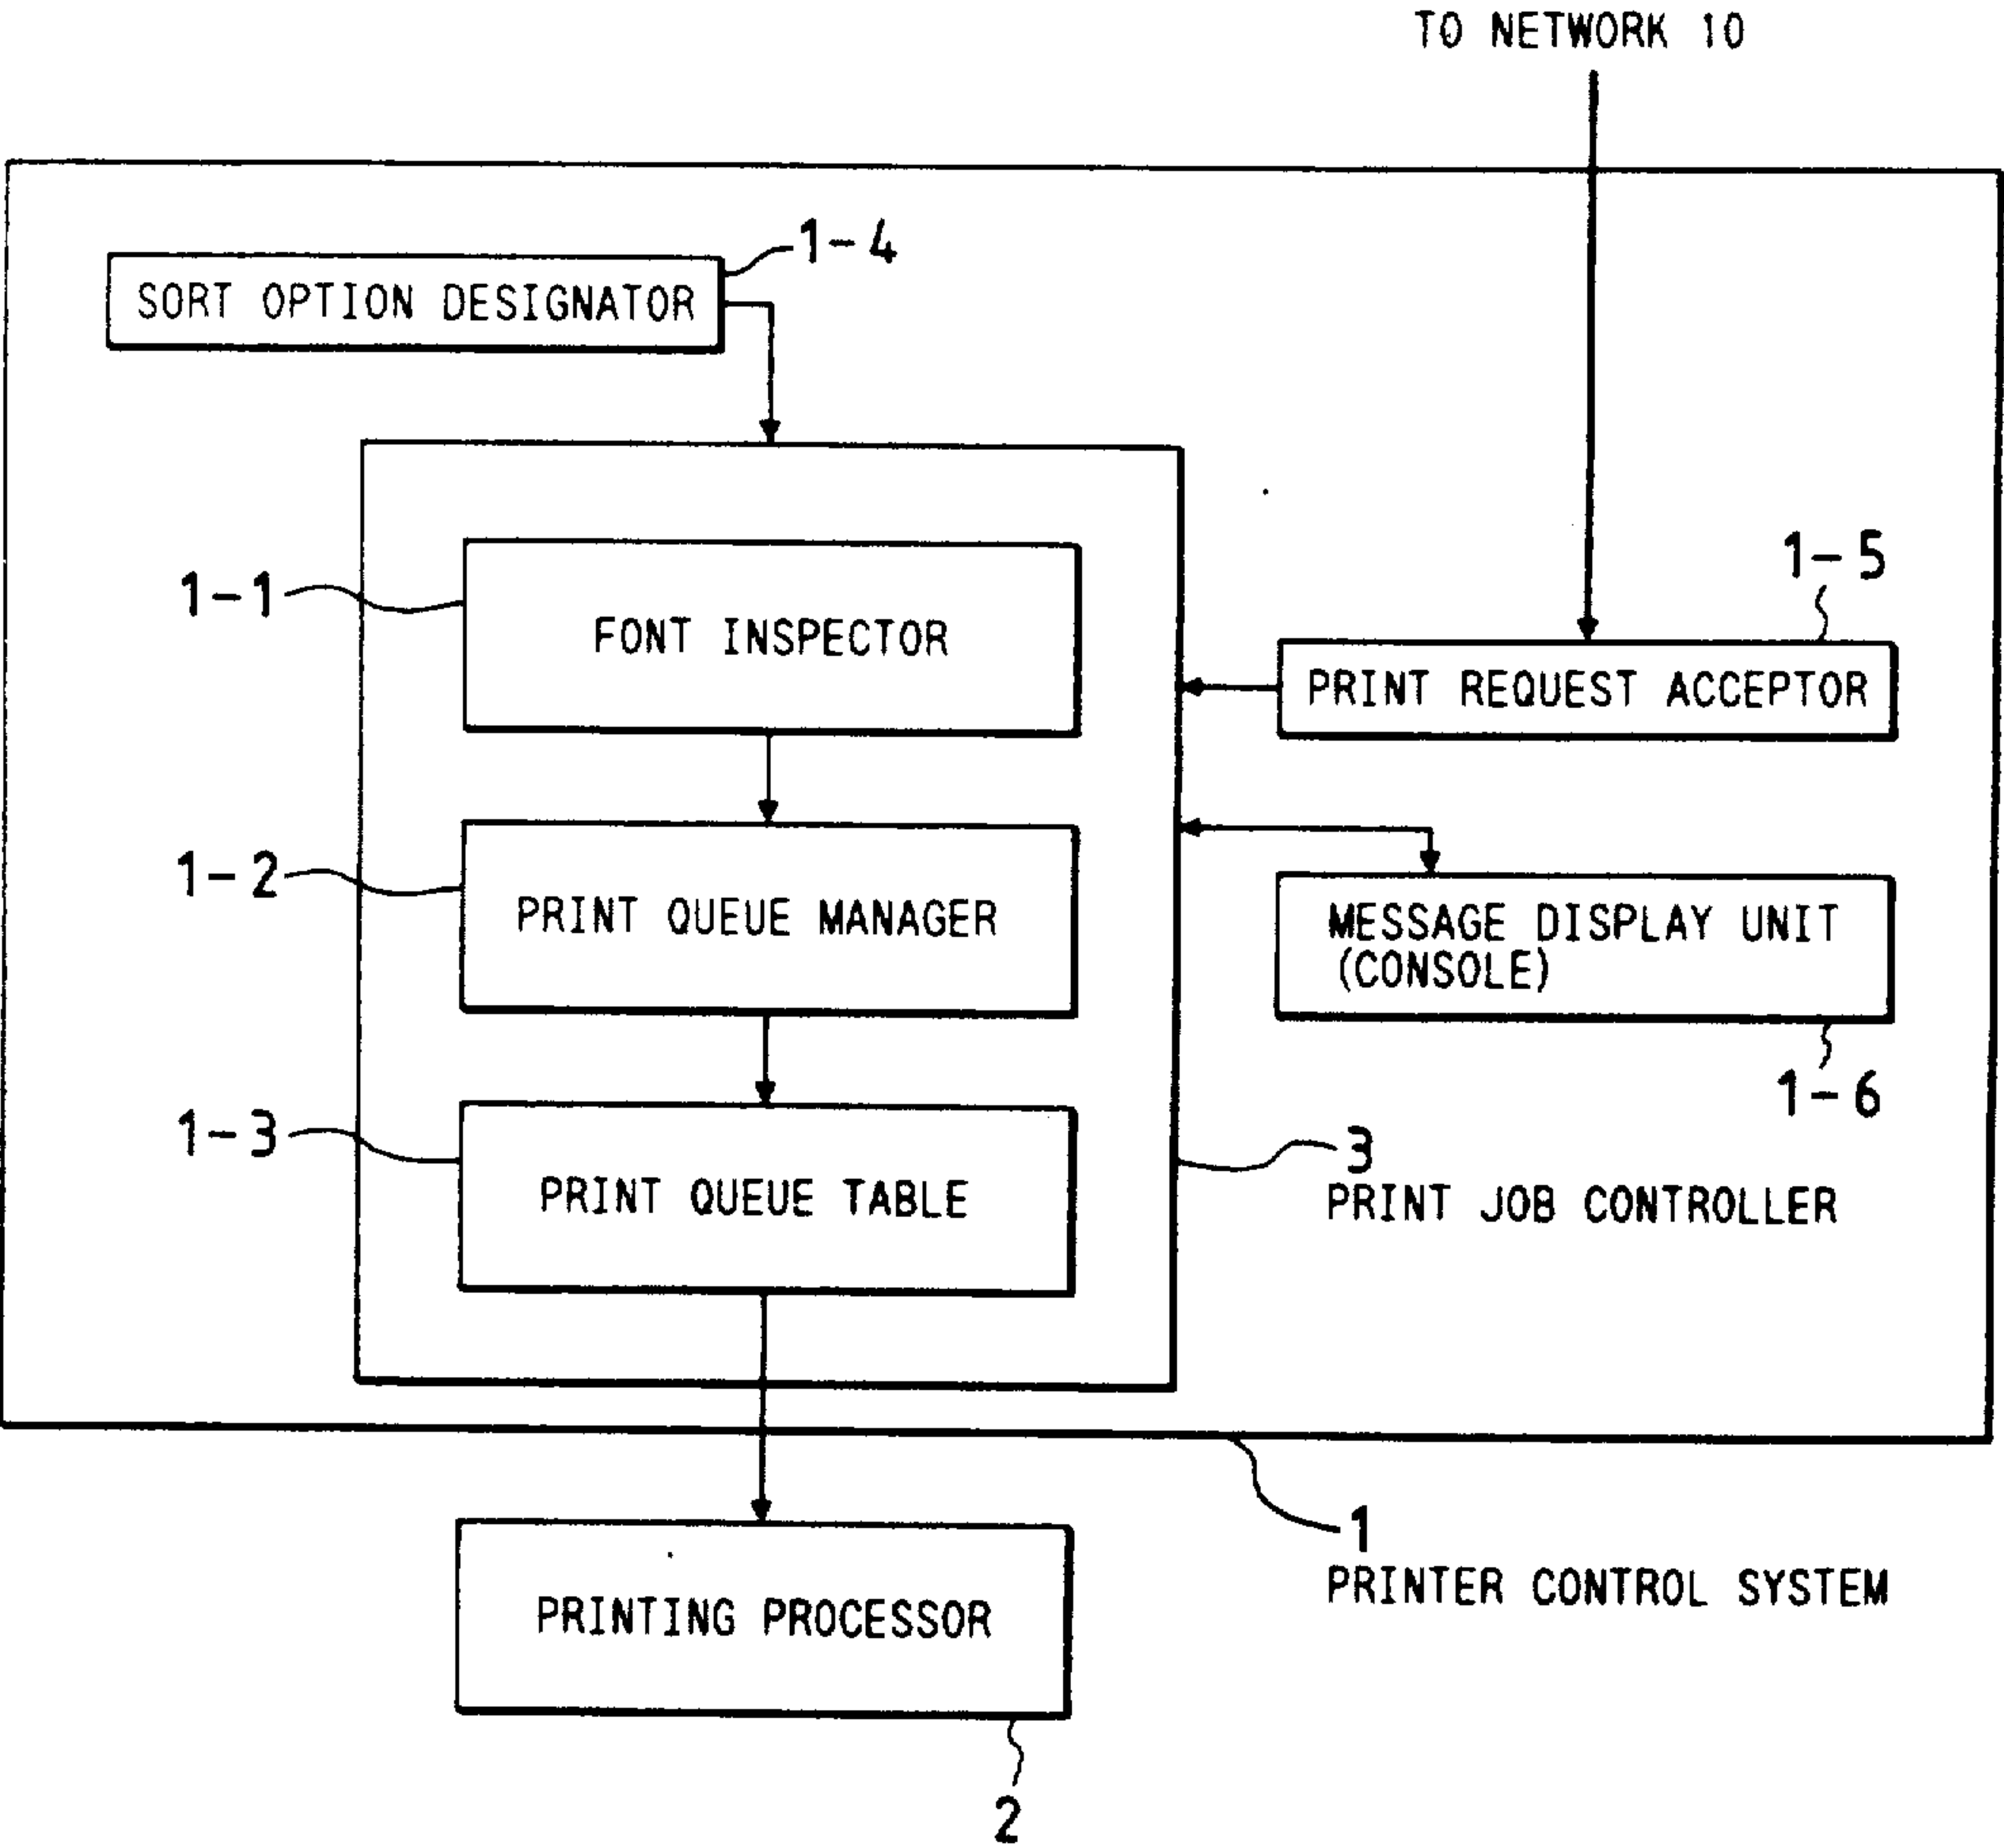 TO NETWORK 10
1-4
SORT OPTION DESIGNATOR
1-1
FONT INSPECTOR
1-5
PRINT REQUEST ACCEPTOR
1-2
PRINT QUEUE MANAGER
MESSAGE DISPLAY UNIT
(CONSOLE)
1-6
1-3
PRINT QUEUE TABLE
3
PRINT JOB CONTROLLER
1
PRINTER CONTROL SYSTEM
PRINTING PROCESSOR
2